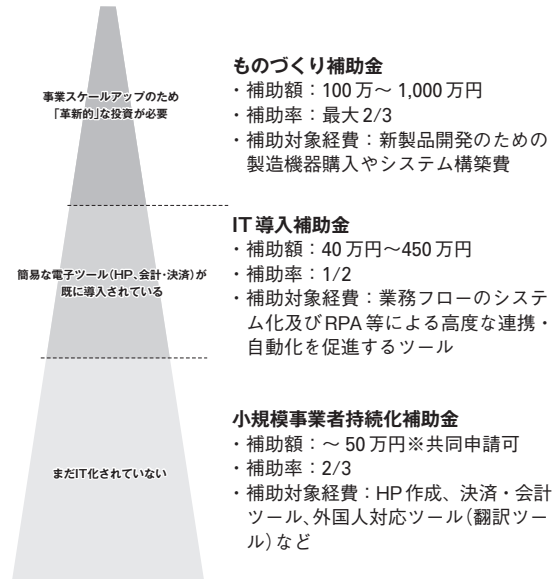 事業スケールアップのため
「革新的」な投資が必要
ものづくり補助金
・補助額：100万〜1,000万円
・補助率：最大2/3
・補助対象経費：新製品開発のための
製造機器購入やシステム構築費
簡易な電子ツール（HP、会計・決済）が
既に導入されている
IT導入補助金
・補助額：40万円〜450万円
・補助率：1/2
・補助対象経費：業務フローのシステ
ム化及びRPA等による高度な連携・
自動化を促進するツール
まだIT化されていない
小規模事業者持続化補助金
・補助額：〜50万円※共同申請可
・補助率：2/3
・補助対象経費：HP作成、決済・会計
ツール、外国人対応ツール（翻訳ツー
ル）など